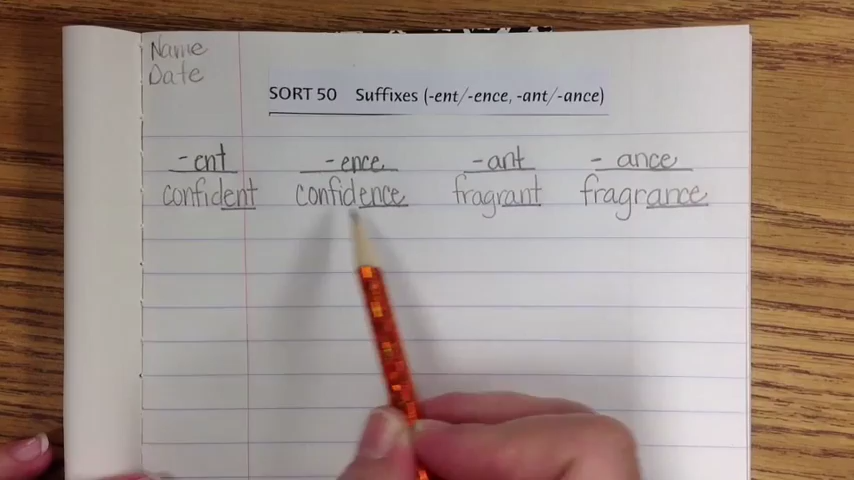 Name
Date
SORT 50 Suffixes (-ent/-ence, -ant/-ance)
-ent -ence -ant -ance
confident confidence fragrant fragrance